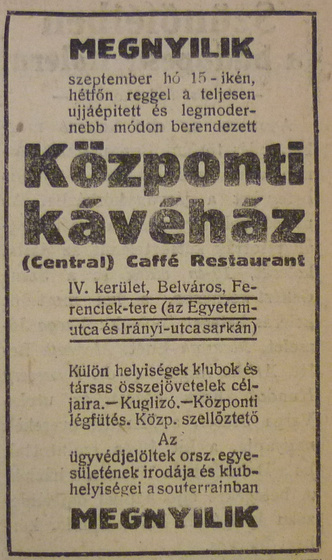 MEGNYILIK
szeptember hó 15-ikén,
hétfőn reggel a teljesen
ujjáépitett és legmoder-
nebb módon berendezett
Központi
kávéház
(Central) Caffé Restaurant
IV. kerület, Belváros, Fe-
renciek-tere (az Egyetem-
utca és Irányi-utca sarkán)
Külön helyiségek klubok és
társas összejövetelek cél-
jaira.—Kuglizó.—Központi
légfütés. Közp. szellőztető
Az
ügyvédjelöltek orsz. egye-
sületének irodája és klub-
helyiségei a souterrainban
MEGNYILIK